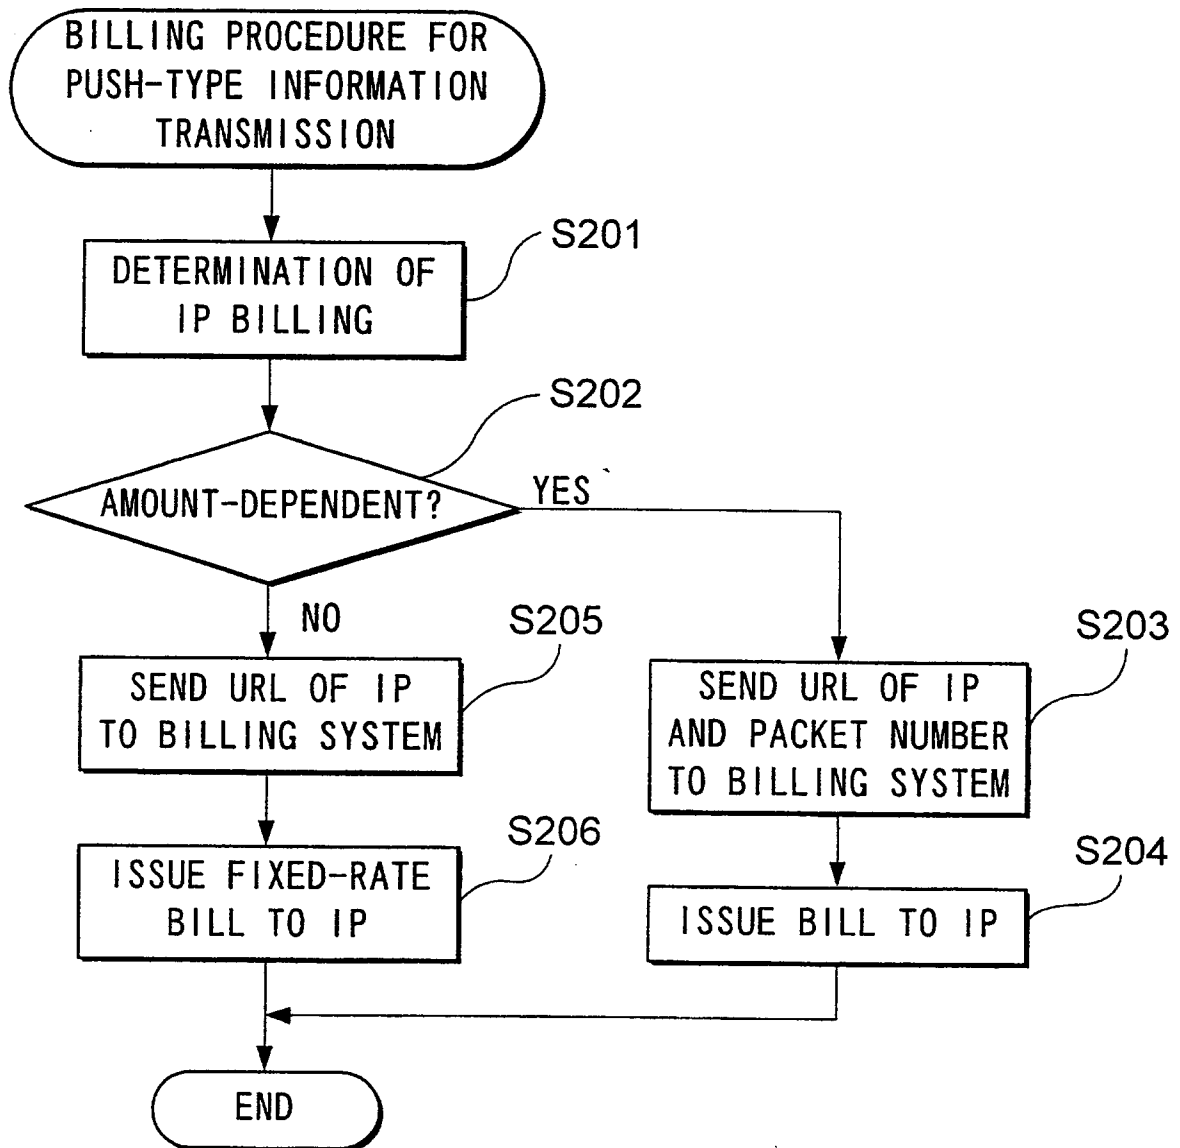 BILLING PROCEDURE FOR
PUSH-TYPE INFORMATION
TRANSMISSION
S201
DETERMINATION OF
IP BILLING
S202
AMOUNT-DEPENDENT?
YES
NO
S205
SEND URL OF IP
TO BILLING SYSTEM
S203
SEND URL OF IP
AND PACKET NUMBER
TO BILLING SYSTEM
S206
ISSUE FIXED-RATE
BILL TO IP
S204
ISSUE BILL TO IP
END